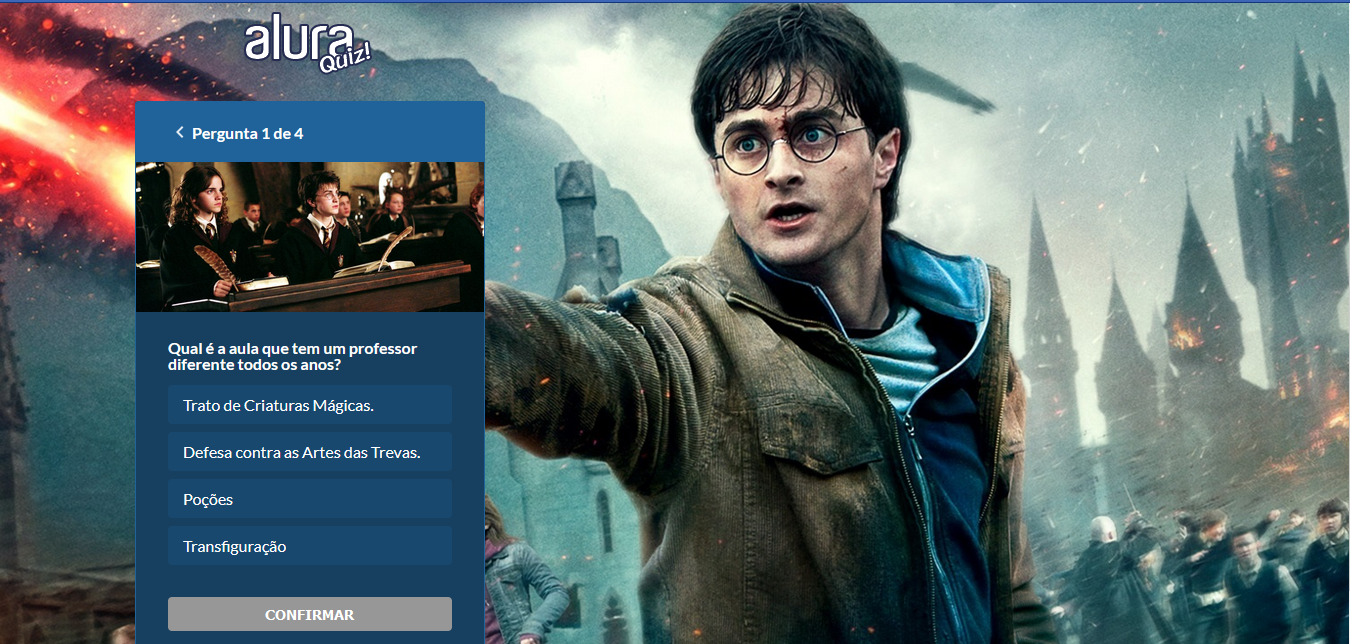 alura
Quiz!
Pergunta 1 de 4
Qual é a aula que tem um professor
diferente todos os anos?
Trato de Criaturas Mágicas.
Defesa contra as Artes das Trevas.
Poções
Transfiguração
CONFIRMAR